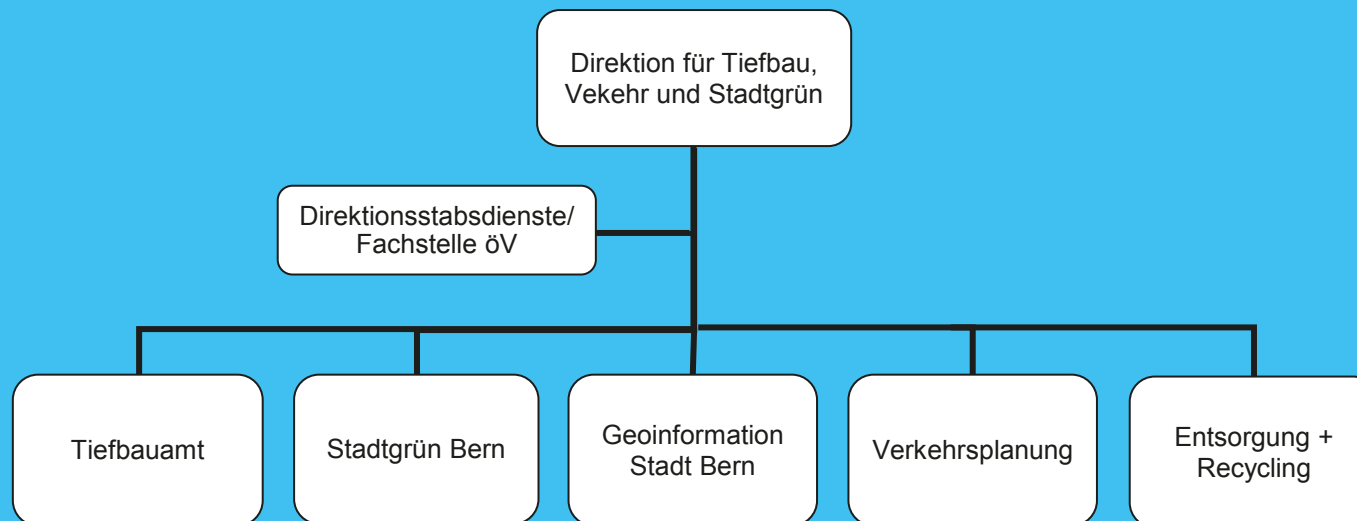 Direktion für Tiefbau,
Vekehr und Stadtgrün
Direktionsstabsdienste/
Fachstelle öV
Tiefbauamt
Stadtgrün Bern
Geoinformation
Stadt Bern
Verkehrsplanung
Entsorgung +
Recycling